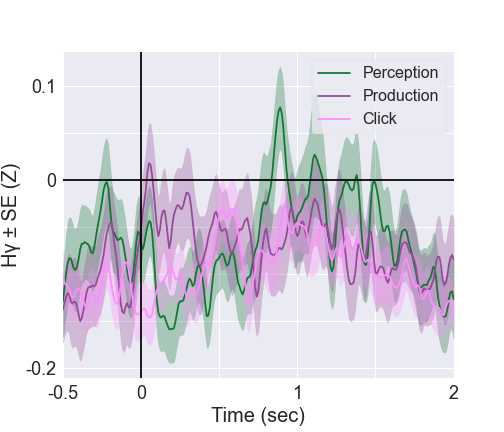 Perception
Production
Click
0.1
0
-0.2
Hγ ± SE (Z)
-0.5
0
1
2
Time (sec)